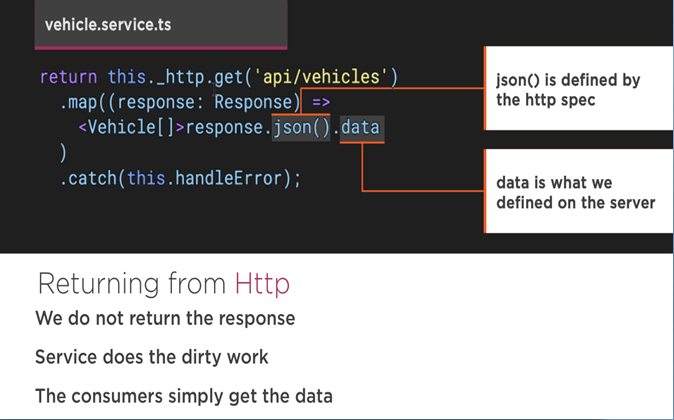 vehicle.service.ts
return this._http.get('api/vehicles')
.map((response: Response) =>
<Vehicle[]>response.json().data
)
.catch(this.handleError);
json() is defined by
the http spec
data is what we
defined on the server
Returning from Http
We do not return the response
Service does the dirty work
The consumers simply get the data